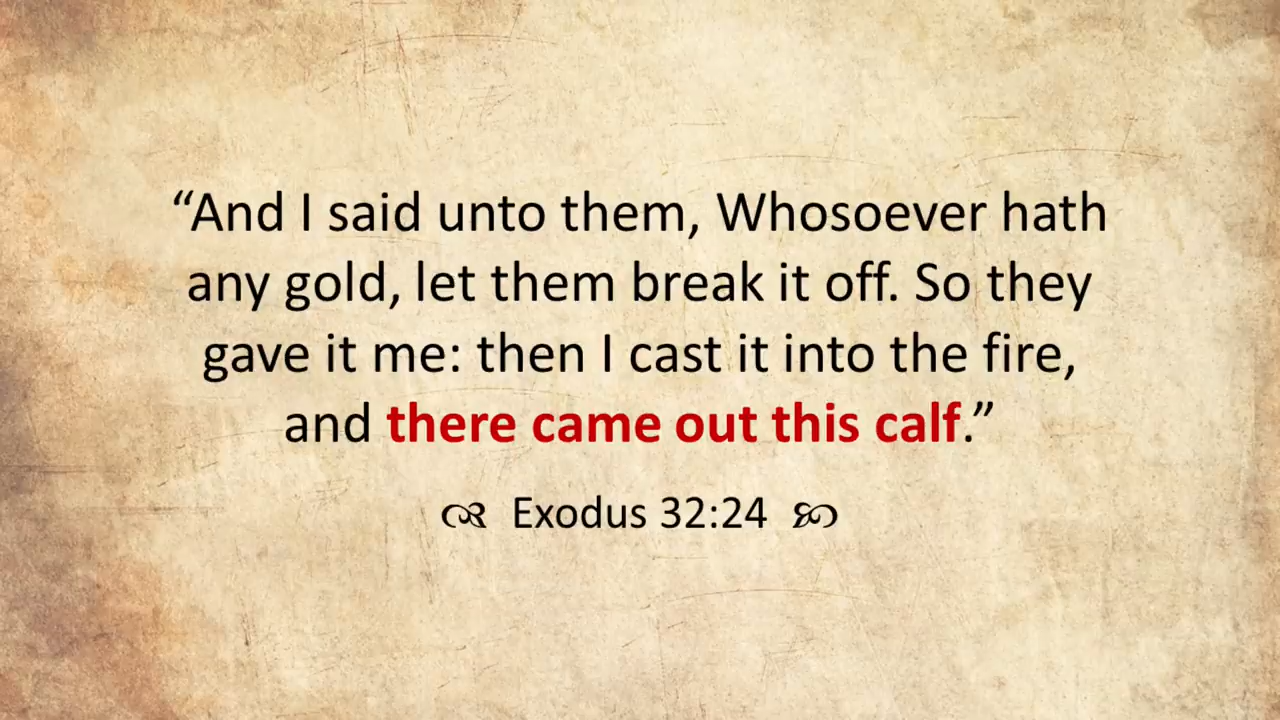 “And I said unto them, Whosoever hath
any gold, let them break it off. So they
gave it me: then I cast it into the fire,
and there came out this calf.”
Exodus 32:24